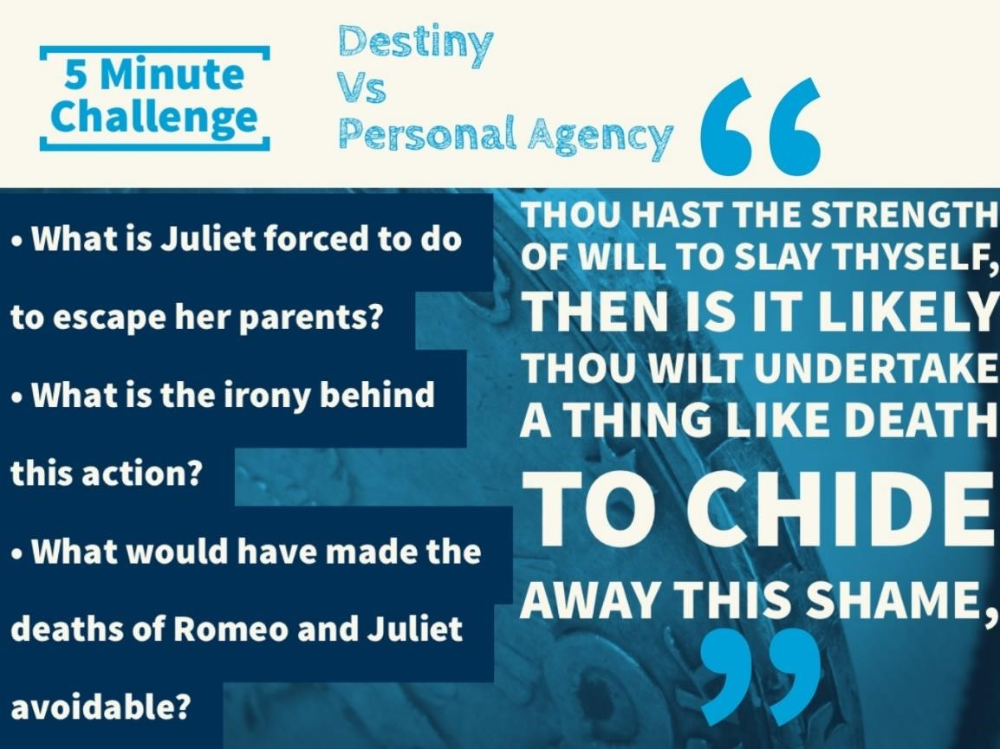 5 Minute
Challenge
Destiny
Vs
Personal Agency
“
• What is Juliet forced to do
to escape her parents?
• What is the irony behind
this action?
• What would have made the
deaths of Romeo and Juliet
avoidable?
THOU HAST THE STRENGTH
OF WILL TO SLAY THYSELF,
THEN IS IT LIKELY
THOU WILT UNDERTAKE
A THING LIKE DEATH
TO CHIDE
AWAY THIS SHAME,
”